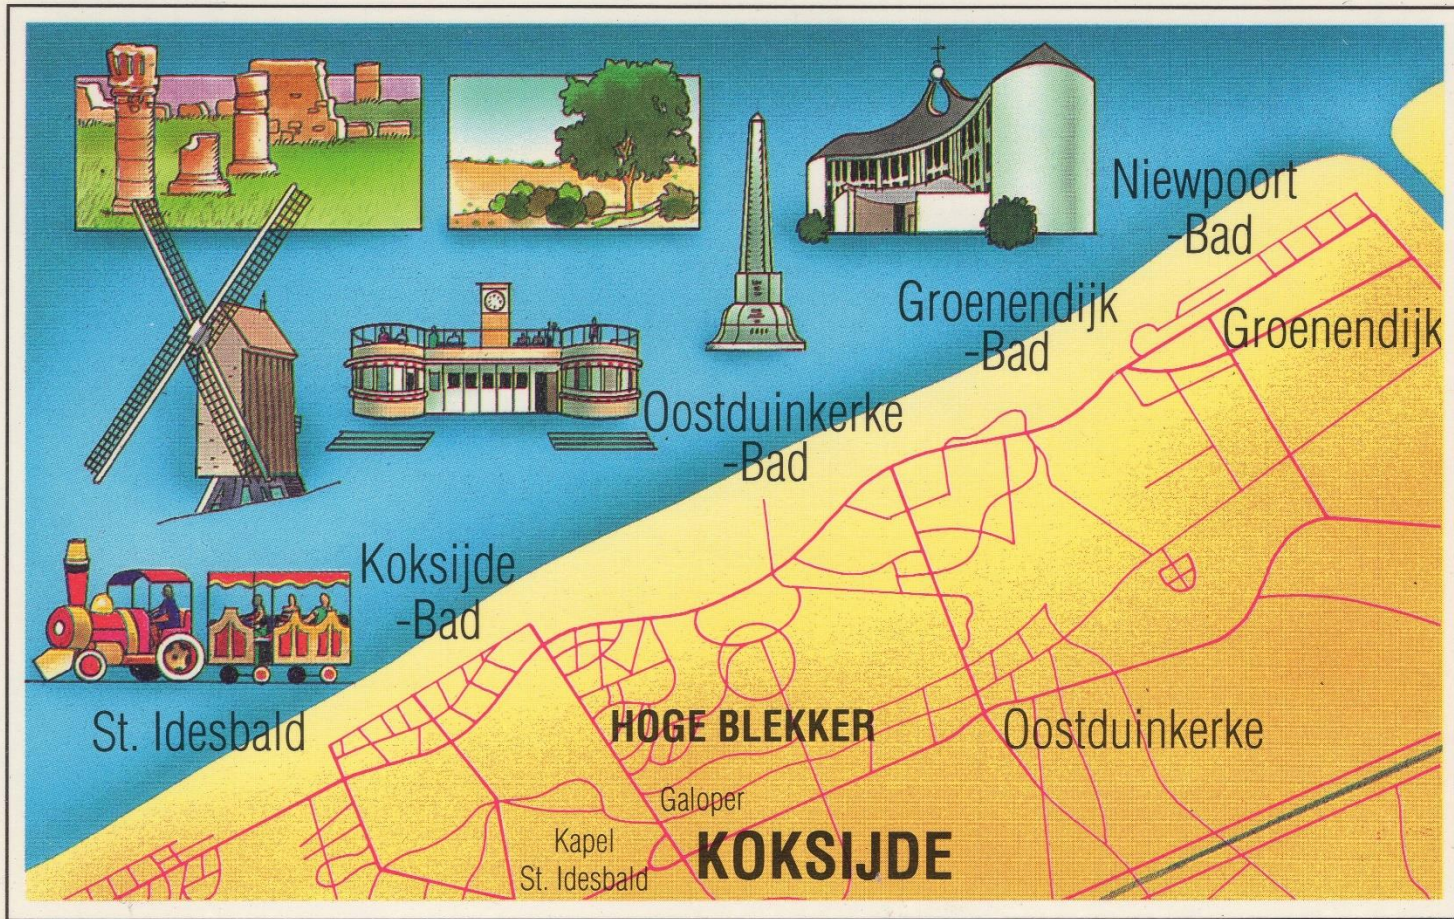 Niewpoort
-Bad
Groenendijk
-Bad
Groenendijk
Oostduinkerke
-Bad
Koksijde
-Bad
St. Idesbald
HOGE BLEKKER
Oostduinkerke
Galoper
Kapel
St. Idesbald
KOKSIJDE